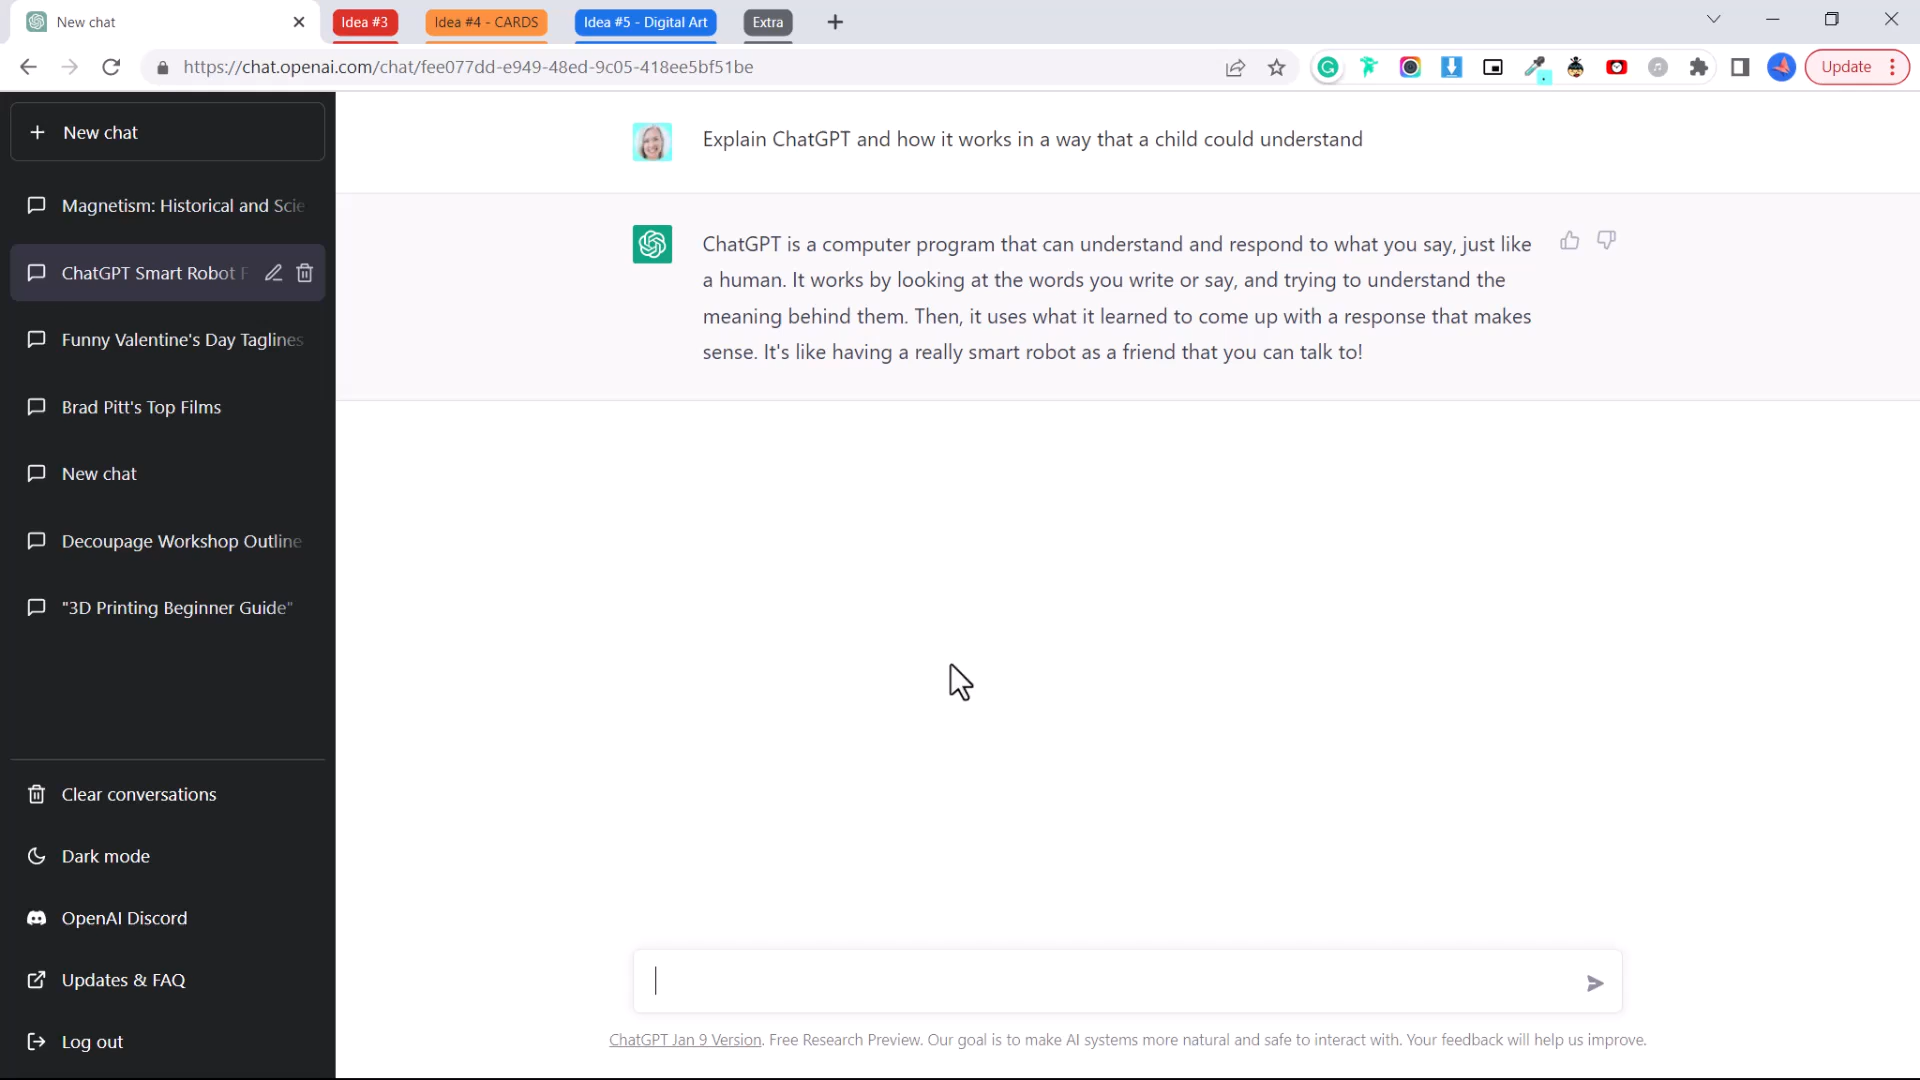 New chat
Idea #3
Idea #4 - CARDS
Idea #5 - Digital Art
Extra
https://chat.openai.com/chat/fee077dd-e949-48ed-9c05-418ee5bf51be
Update
New chat
Magnetism: Historical and Scie
ChatGPT Smart Robot F
Funny Valentine's Day Taglines
Brad Pitt's Top Films
New chat
Decoupage Workshop Outline
"3D Printing Beginner Guide"
Clear conversations
Dark mode
OpenAI Discord
Updates & FAQ
Log out
Explain ChatGPT and how it works in a way that a child could understand
ChatGPT is a computer program that can understand and respond to what you say, just like
a human. It works by looking at the words you write or say, and trying to understand the
meaning behind them. Then, it uses what it learned to come up with a response that makes
sense. It's like having a really smart robot as a friend that you can talk to!
ChatGPT Jan 9 Version. Free Research Preview. Our goal is to make AI systems more natural and safe to interact with. Your feedback will help us improve.